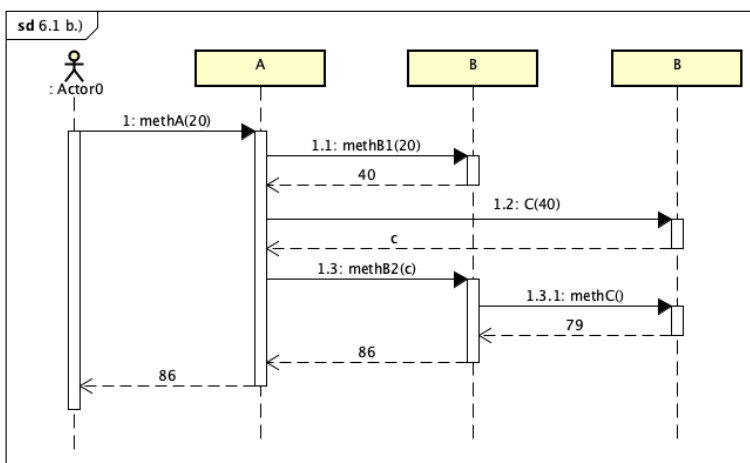 sd 6.1 b.)
: Actor0
A
B
B
1: methA(20)
1.1: methB1(20)
40
1.2: C(40)
c
1.3: methB2(c)
1.3.1: methC()
79
86
86